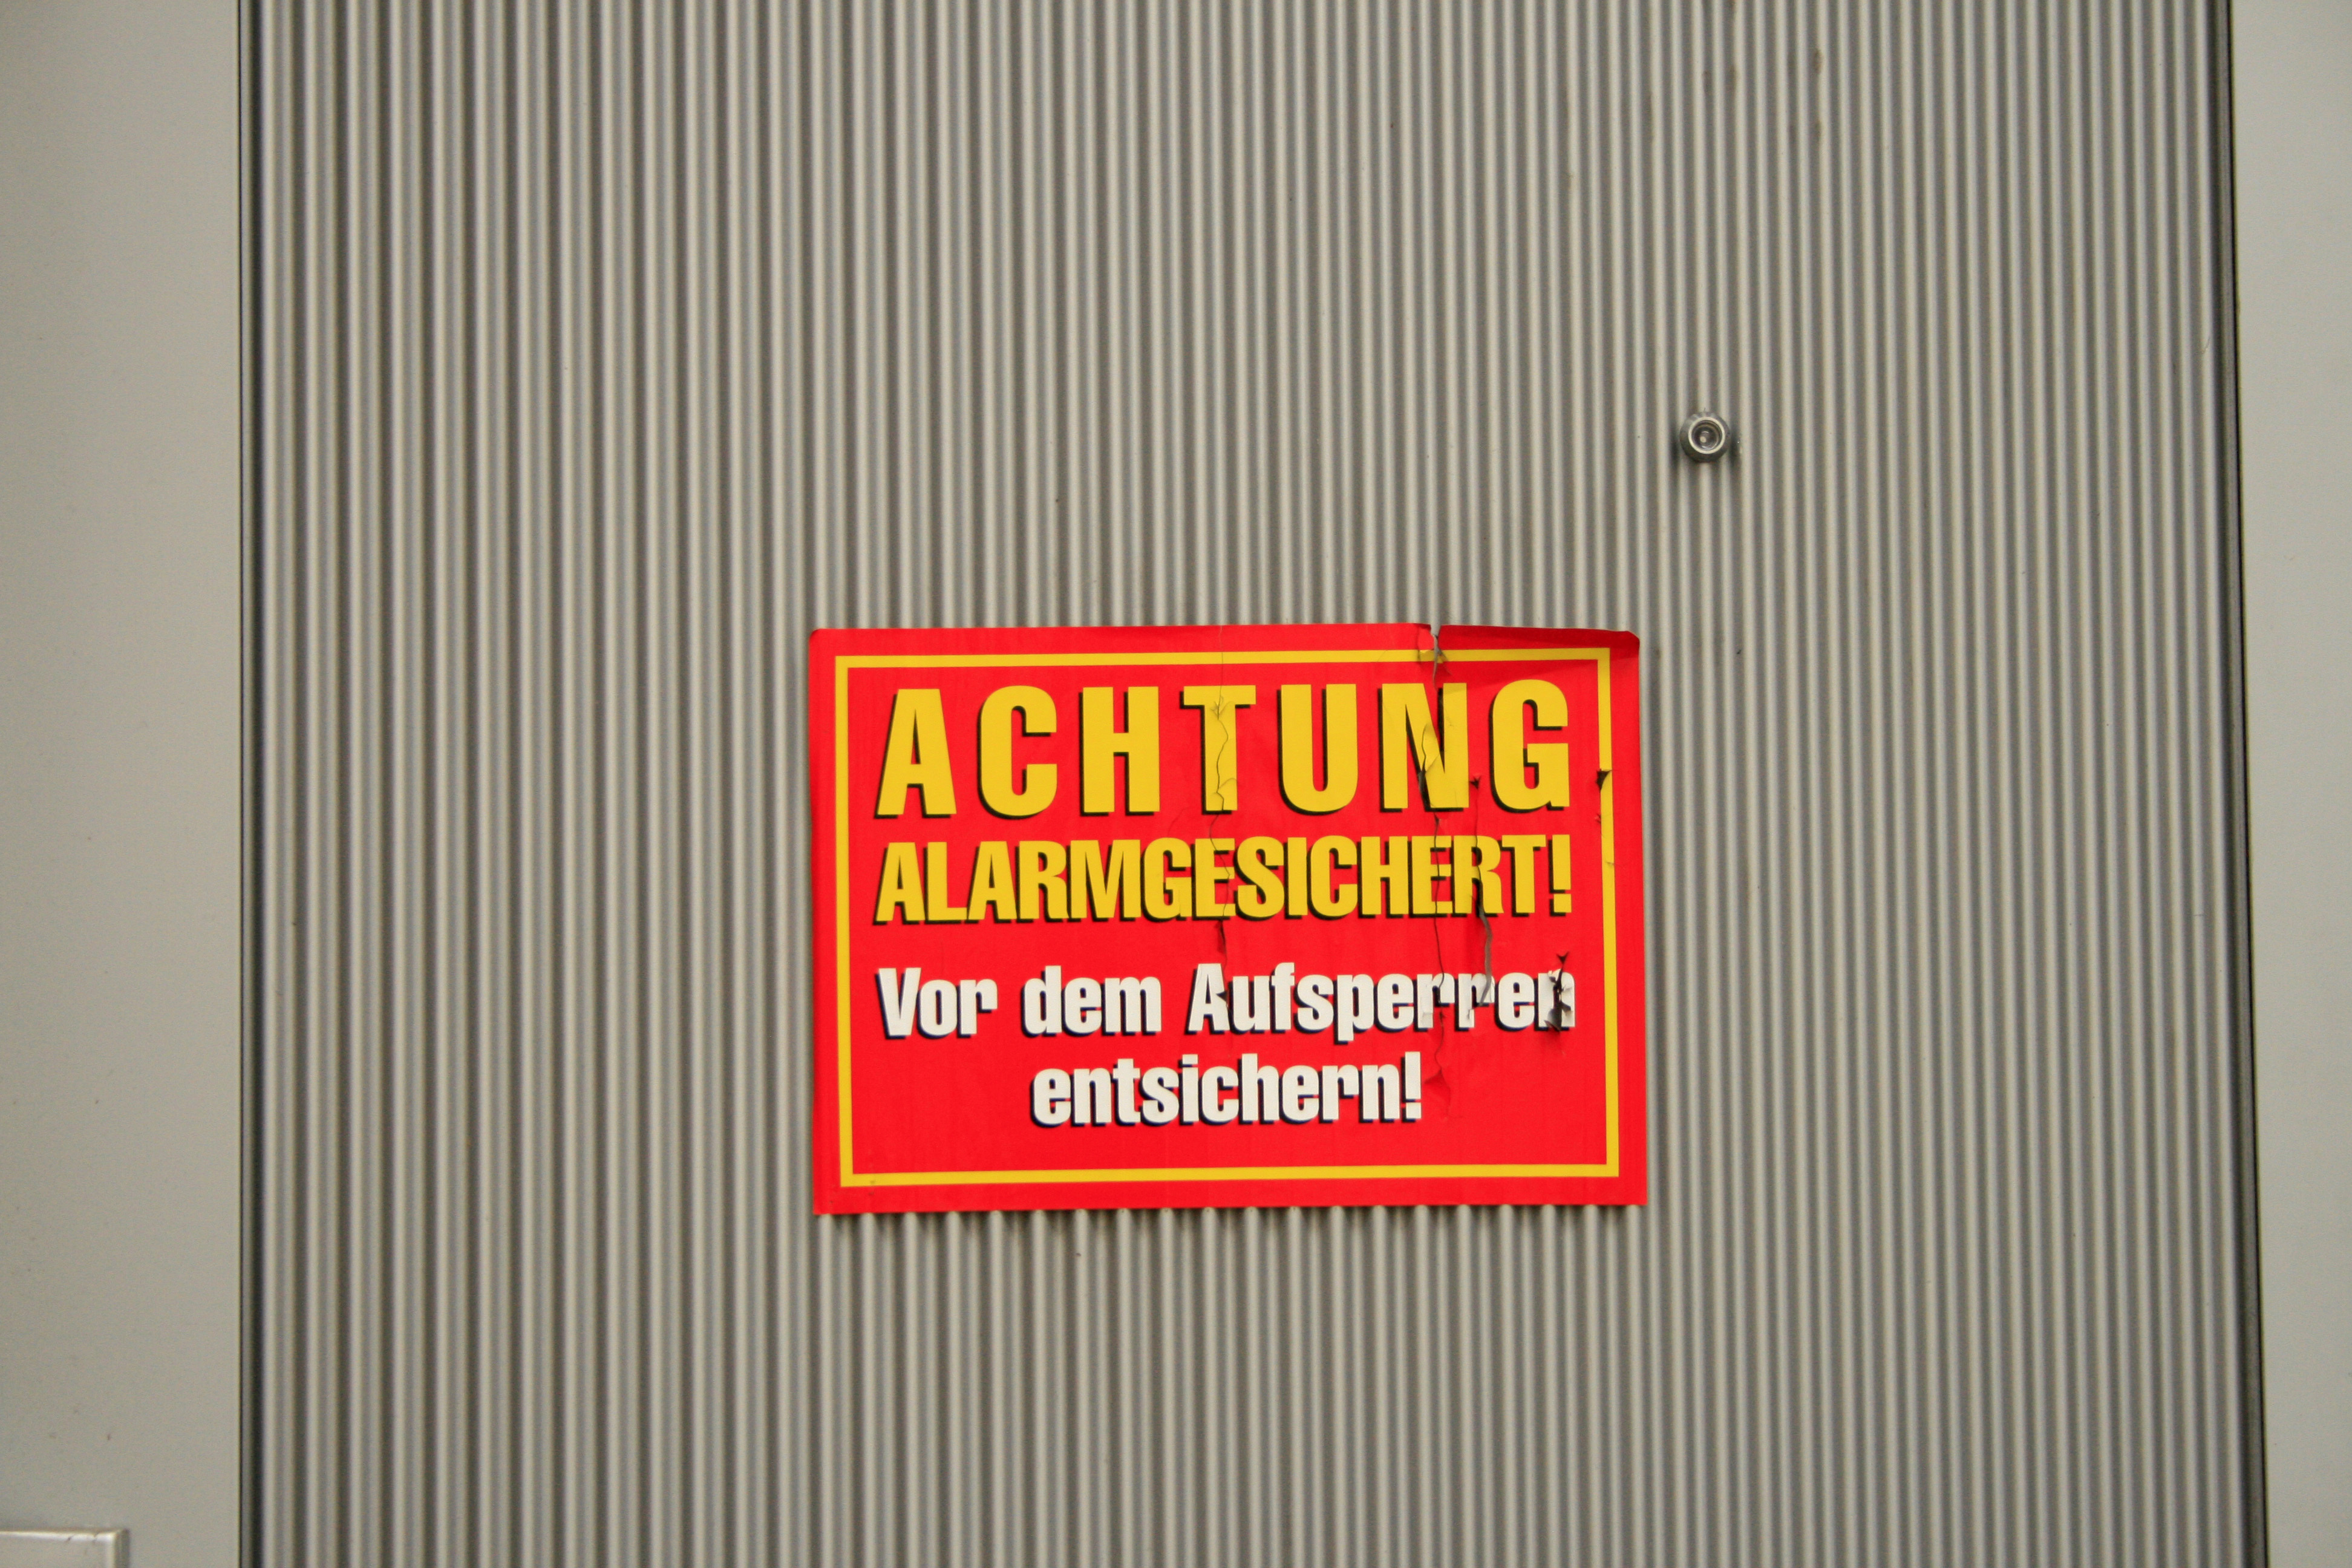 ACHTUNG
ALARMGESICHERT!
Vor dem Aufsperren
entsichern!